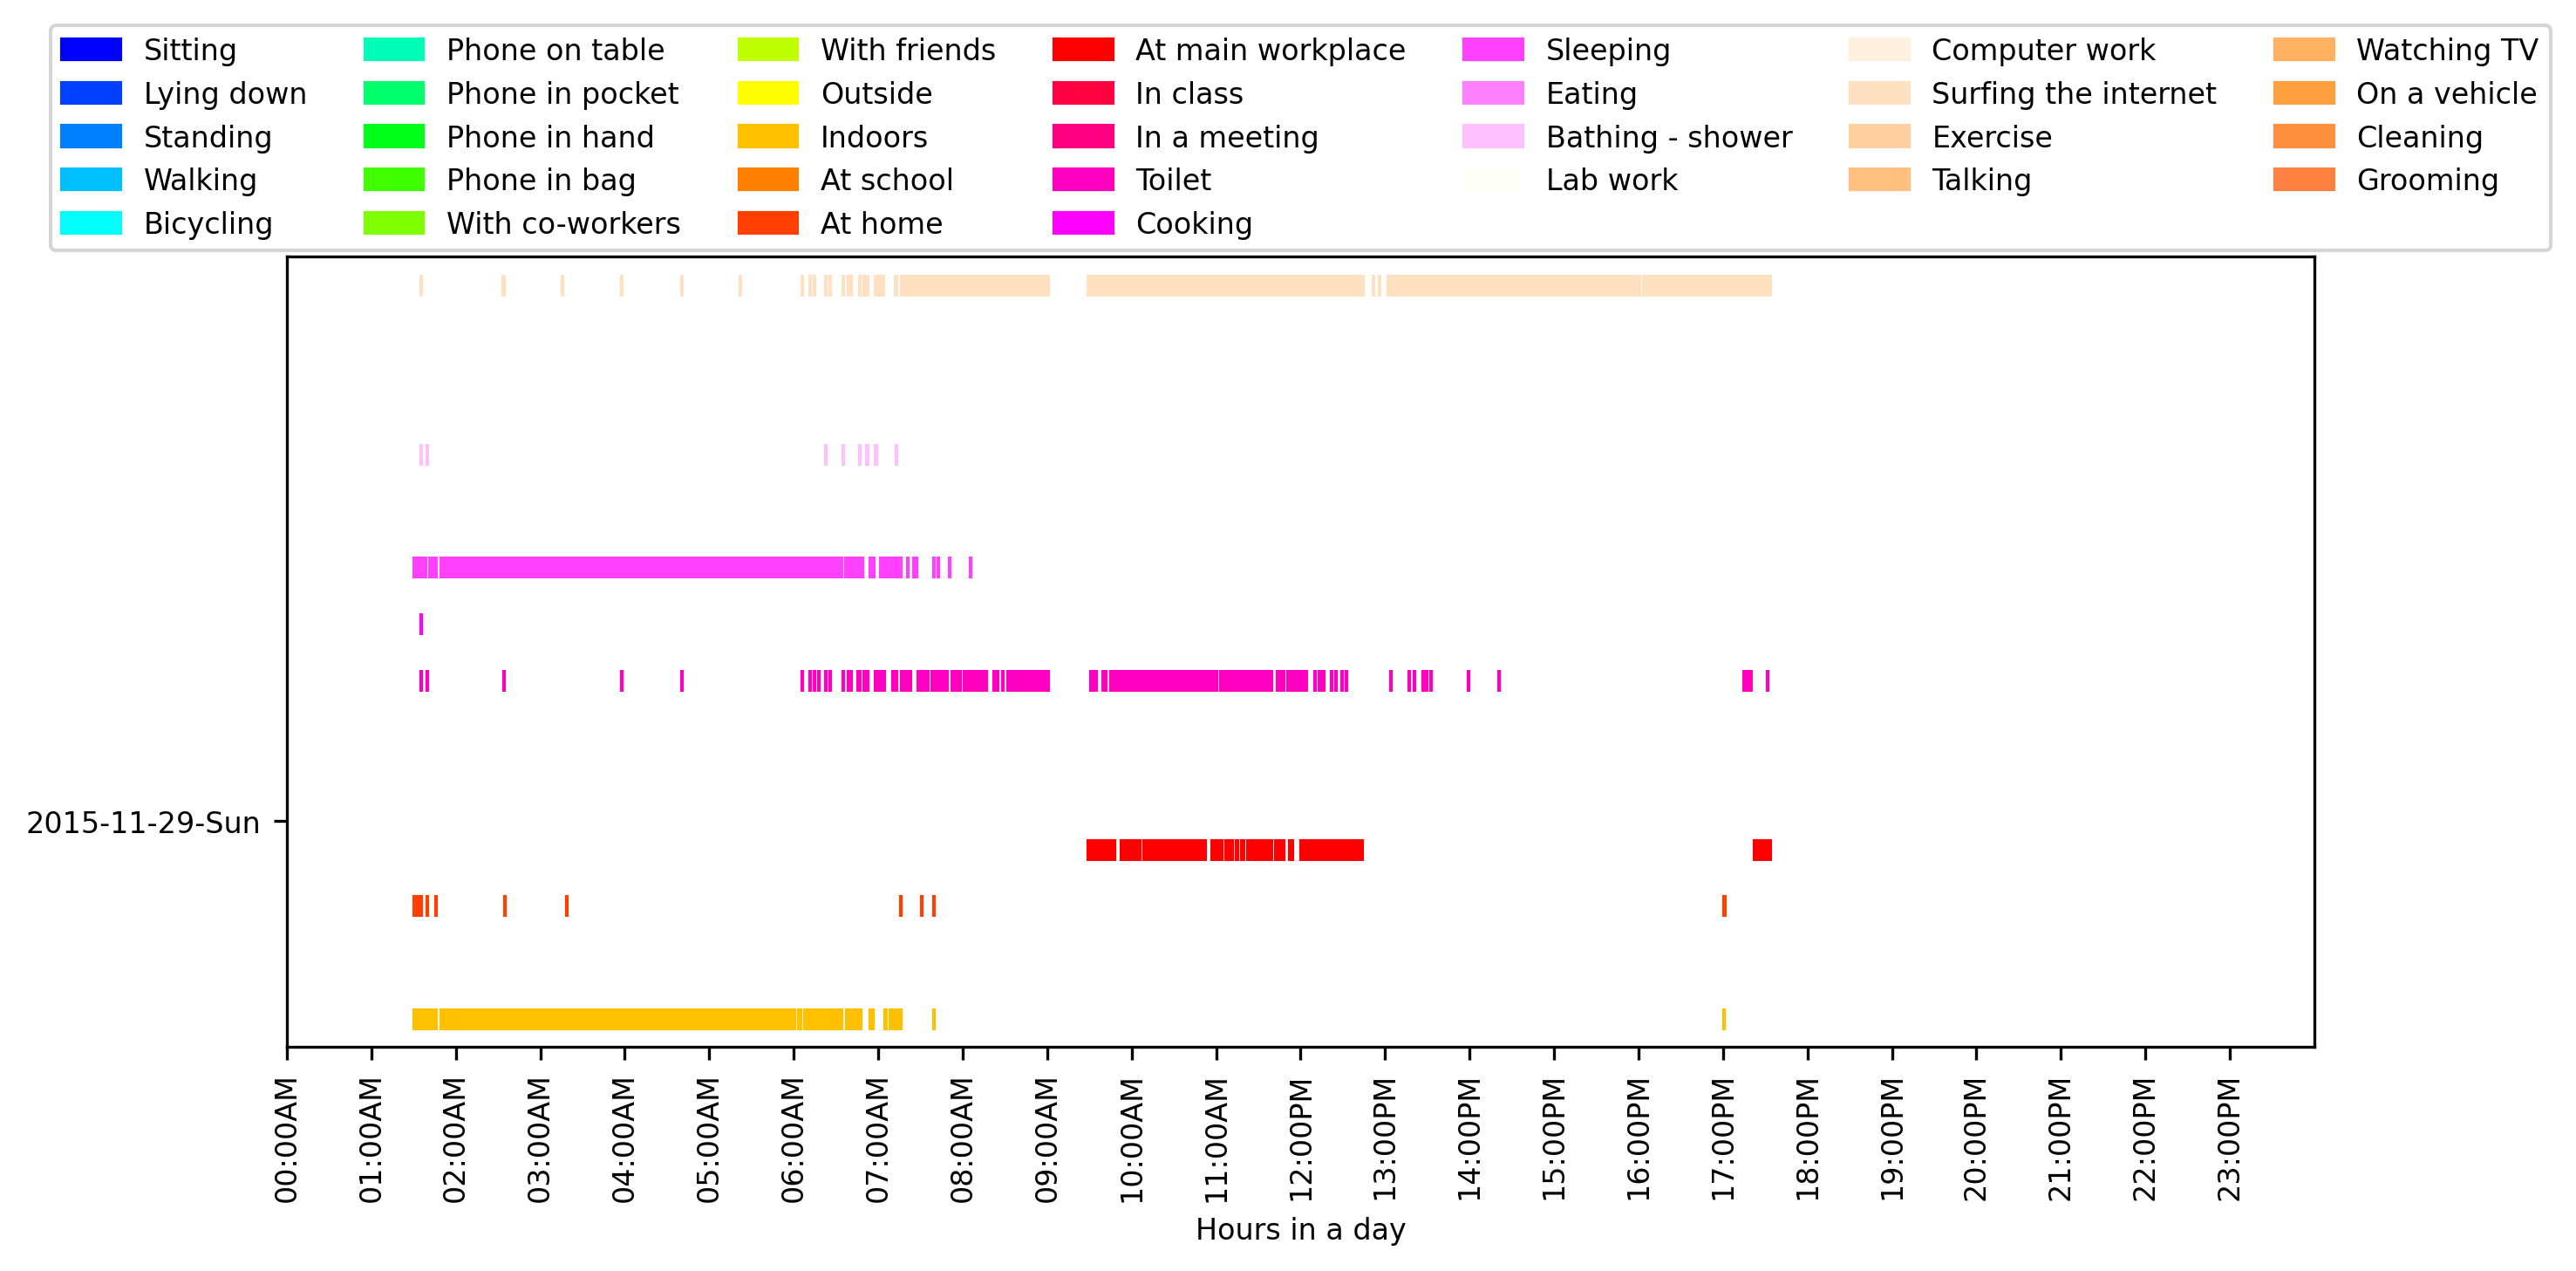 Sitting
Lying down
Standing
Walking
Bicycling
Phone on table
Phone in pocket
Phone in hand
Phone in bag
With co-workers
With friends
Outside
Indoors
At school
At home
At main workplace
In class
In a meeting
Toilet
Cooking
Sleeping
Eating
Bathing - shower
Lab work
Computer work
Surfing the internet
Exercise
Talking
Watching TV
On a vehicle
Cleaning
Grooming
2015-11-29-Sun
00:00AM
01:00AM
02:00AM
03:00AM
04:00AM
05:00AM
06:00AM
07:00AM
08:00AM
09:00AM
10:00AM
11:00AM
12:00PM
13:00PM
14:00PM
15:00PM
16:00PM
17:00PM
18:00PM
19:00PM
20:00PM
21:00PM
22:00PM
23:00PM
Hours in a day